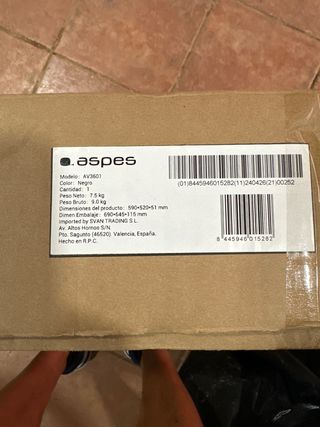 aspes
Modelo: AV3601
Color: Negro
Cantidad: 1
Peso Neto: 7.5 kg
Peso Bruto: 9.0 kg
Dimensiones del producto: 590*520*51 mm
Dimen.Embalaje: 690*645*115 mm
Imported by SVAN TRADING S.L.
Av. Altos Hornos S/N.
Pto. Sagunto (46520). Valencia, España.
Hecho en R.P.C.
(01)8445946015282(11)240426(21)00252
8 445946 015282